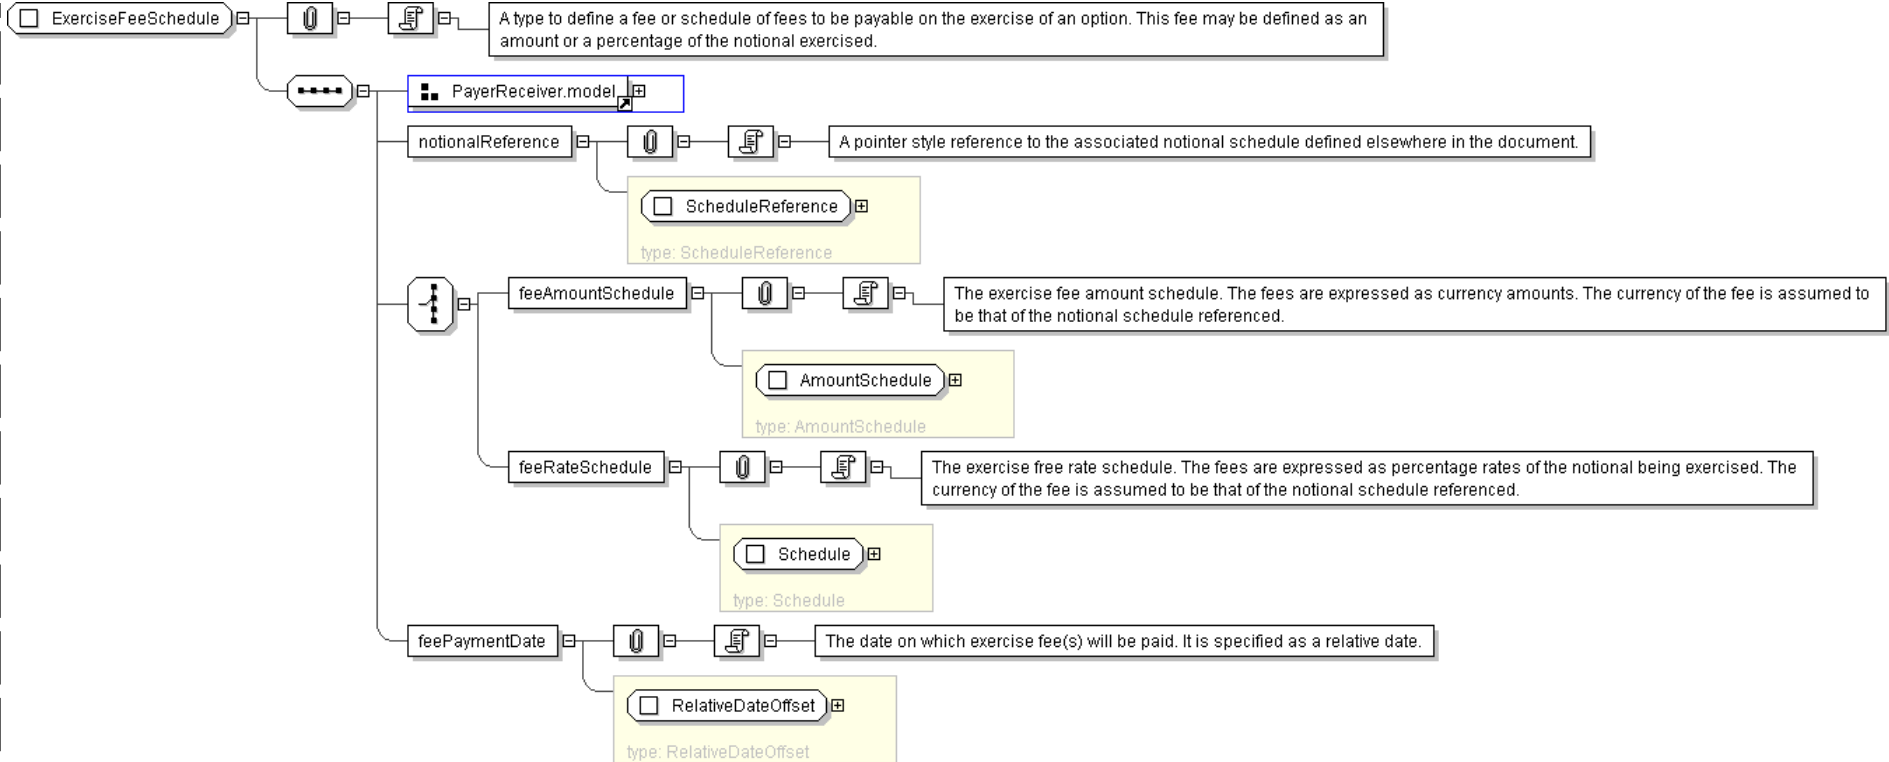 ExerciseFeeSchedule
A type to define a fee or schedule of fees to be payable on the exercise of an option. This fee may be defined as an
amount or a percentage of the notional exercised.
PayerReceiver.model
notionalReference
A pointer style reference to the associated notional schedule defined elsewhere in the document.
ScheduleReference
type: ScheduleReference
feeAmountSchedule
The exercise fee amount schedule. The fees are expressed as currency amounts. The currency of the fee is assumed to
be that of the notional schedule referenced.
AmountSchedule
type: AmountSchedule
feeRateSchedule
The exercise free rate schedule. The fees are expressed as percentage rates of the notional being exercised. The
currency of the fee is assumed to be that of the notional schedule referenced.
Schedule
type: Schedule
feePaymentDate
The date on which exercise fee(s) will be paid. It is specified as a relative date.
RelativeDateOffset
type: RelativeDateOffset